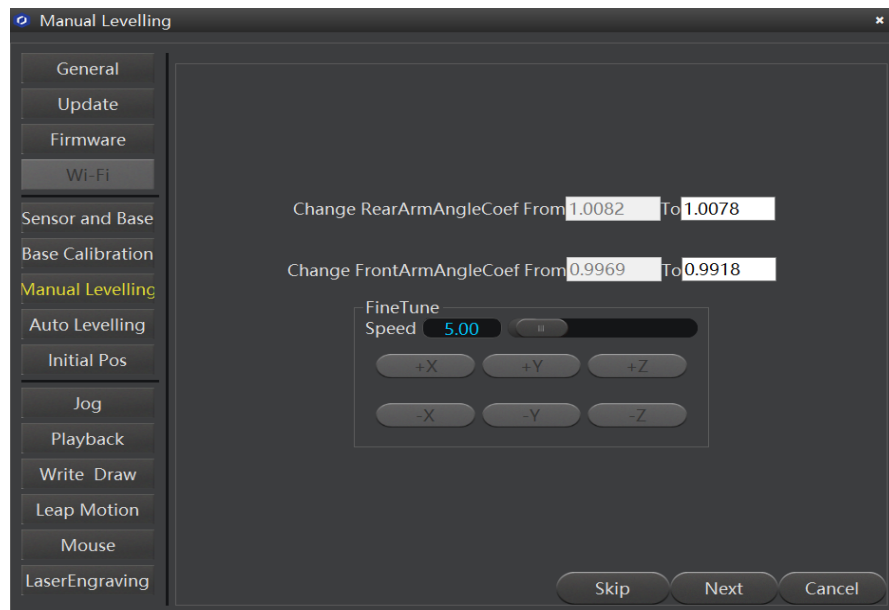 Manual Levelling
General
Update
Firmware
Wi-Fi
Sensor and Base
Base Calibration
Manual Levelling
Auto Levelling
Initial Pos
Jog
Playback
Write Draw
Leap Motion
Mouse
LaserEngraving
Change RearArmAngleCoef From 1.0082 To 1.0078
Change FrontArmAngleCoef From 0.9969 To 0.9918
FineTune
Speed 5.00
+X +Y +Z
-X -Y -Z
Skip Next Cancel